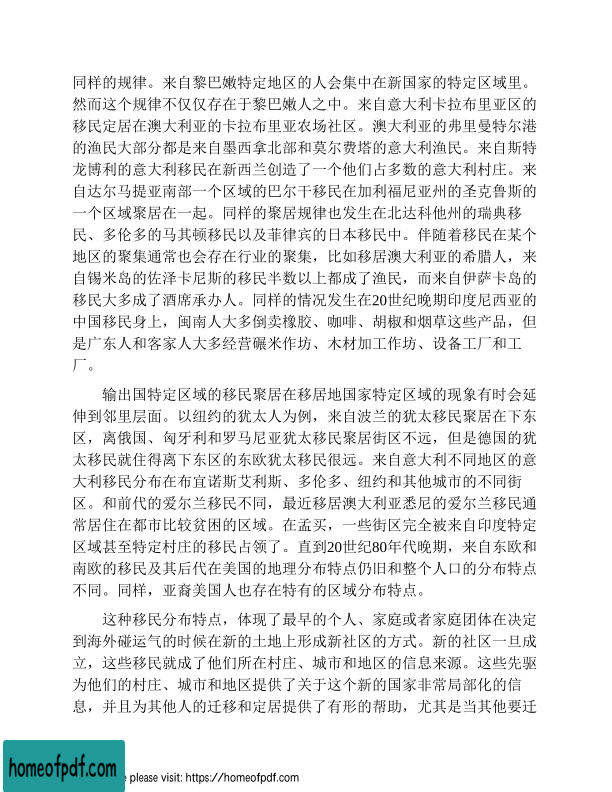 同样的规律。来自黎巴嫩特定地区的人会集中在新国家的特定区域里。
然而这个规律不仅仅存在于黎巴嫩人之中。来自意大利卡拉布里亚区的
移民定居在澳大利亚的卡拉布里亚农场社区。澳大利亚的弗里曼特尔港
的渔民大部分都是来自墨西拿北部和莫尔费塔的意大利渔民。来自斯特
龙博利的意大利移民在新西兰创造了一个他们占多数的意大利村庄。来
自达尔马提亚南部一个区域的巴尔干移民在加利福尼亚州的圣克鲁斯的
一个区域聚居在一起。同样的聚居规律也发生在北达科他州的瑞典移
民、多伦多的马其顿移民以及菲律宾的日本移民中。伴随着移民在某个
地区的聚集通常也会存在行业的聚集，比如移居澳大利亚的希腊人，来
自锡米岛的佐泽卡尼斯的移民半数以上都成了渔民，而来自伊萨卡岛的
移民大多成了酒席承办人。同样的情况发生在20世纪晚期印度尼西亚的
中国移民身上，闽南人大多倒卖橡胶、咖啡、胡椒和烟草这些产品，但
是广东人和客家人大多经营碾米作坊、木材加工作坊、设备工厂和工
厂。
输出国特定区域的移民聚居在移居地国家特定区域的现象有时会延
伸到邻里层面。以纽约的犹太人为例，来自波兰的犹太移民聚居在下东
区，离俄国、匈牙利和罗马尼亚犹太移民聚居街区不远，但是德国的犹
太移民就住得离下东区的东欧犹太移民很远。来自意大利不同地区的意
大利移民分布在布宜诺斯艾利斯、多伦多、纽约和其他城市的不同街
区。和前代的爱尔兰移民不同，最近移居澳大利亚悉尼的爱尔兰移民通
常居住在都市比较贫困的区域。在孟买，一些街区完全被来自印度特定
区域甚至特定村庄的移民占领了。直到20世纪80年代晚期，来自东欧和
南欧的移民及其后代在美国的地理分布特点仍旧和整个人口的分布特点
不同。同样，亚裔美国人也存在特有的区域分布特点。
这种移民分布特点，体现了最早的个人、家庭或者家庭团体在决定
到海外碰运气的时候在新的土地上形成新社区的方式。新的社区一旦成
立，这些移民就成了他们所在村庄、城市和地区的信息来源。这些先驱
为他们的村庄、城市和地区提供了关于这个新的国家非常局部化的信
息，并且为其他人的迁移和定居提供了有形的帮助，尤其是当其他要迁
homeofpdf.com
please visit: https://homeofpdf.com